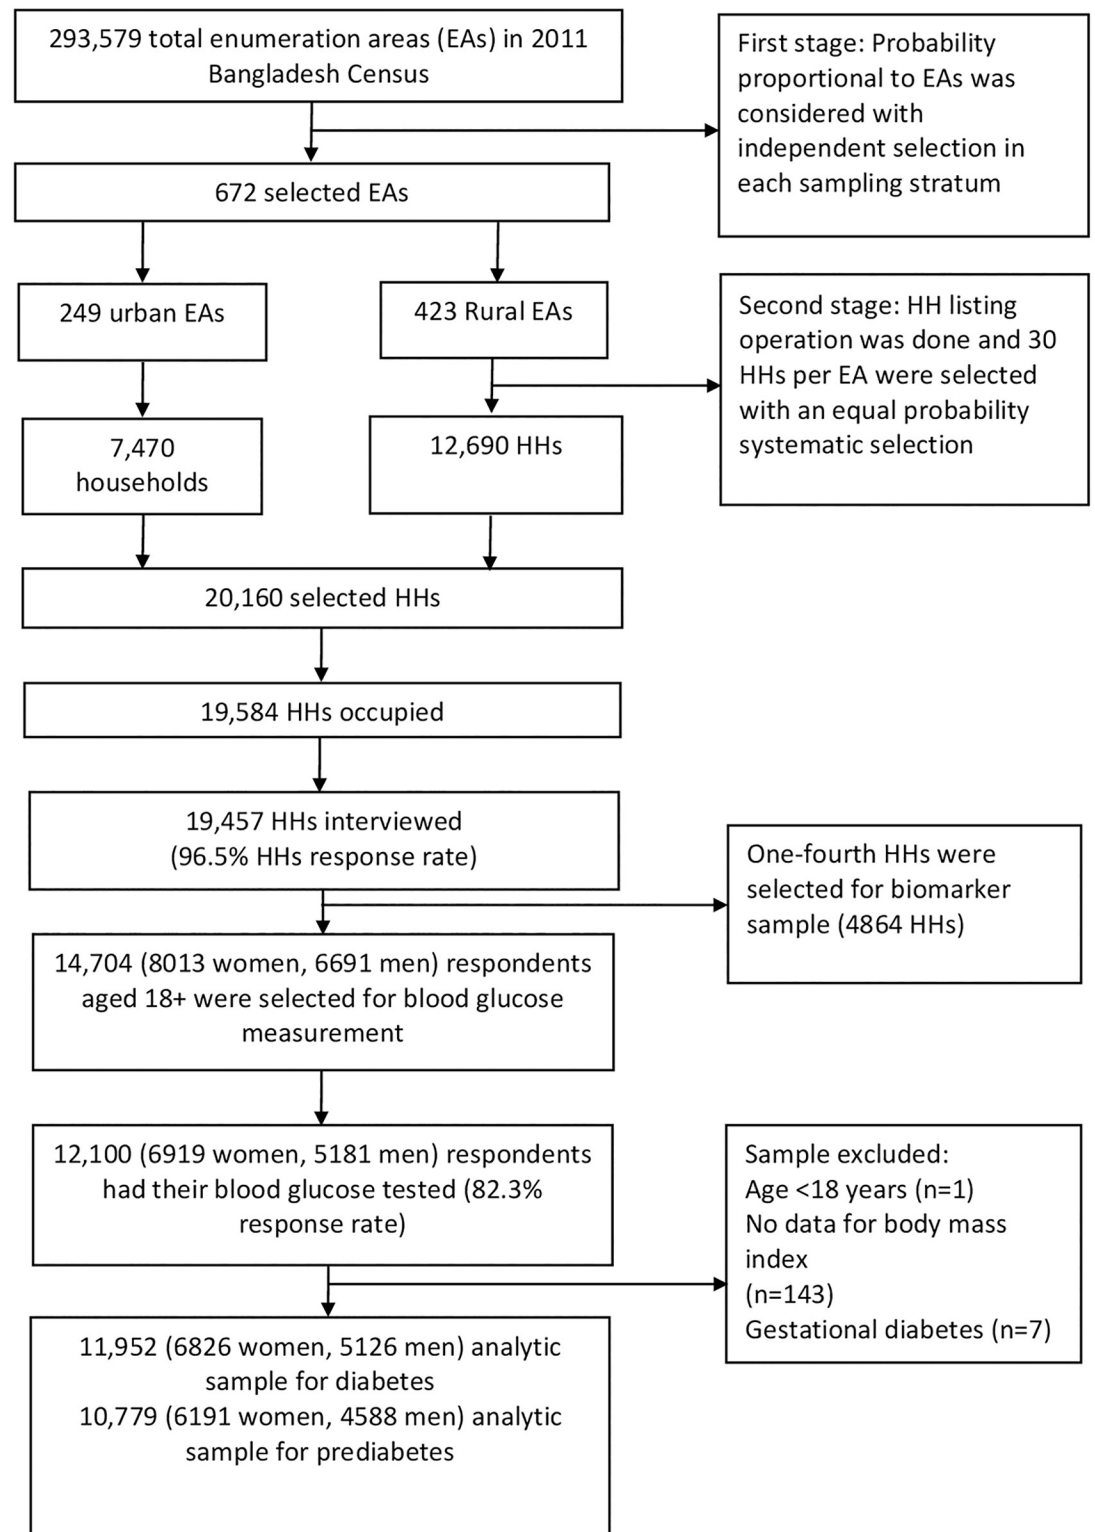 293,579 total enumeration areas (EAs) in 2011
Bangladesh Census
First stage: Probability
proportional to EAs was
considered with
independent selection in
each sampling stratum
672 selected EAs
249 urban EAs
423 Rural EAs
Second stage: HH listing
operation was done and 30
HHs per EA were selected
with an equal probability
systematic selection
7,470
households
12,690 HHs
20,160 selected HHs
19,584 HHs occupied
19,457 HHs interviewed
(96.5% HHs response rate)
One-fourth HHs were
selected for biomarker
sample (4864 HHs)
14,704 (8013 women, 6691 men) respondents
aged 18+ were selected for blood glucose
measurement
12,100 (6919 women, 5181 men) respondents
had their blood glucose tested (82.3%
response rate)
Sample excluded:
Age <18 years (n=1)
No data for body mass
index
(n=143)
Gestational diabetes (n=7)
11,952 (6826 women, 5126 men) analytic
sample for diabetes
10,779 (6191 women, 4588 men) analytic
sample for prediabetes